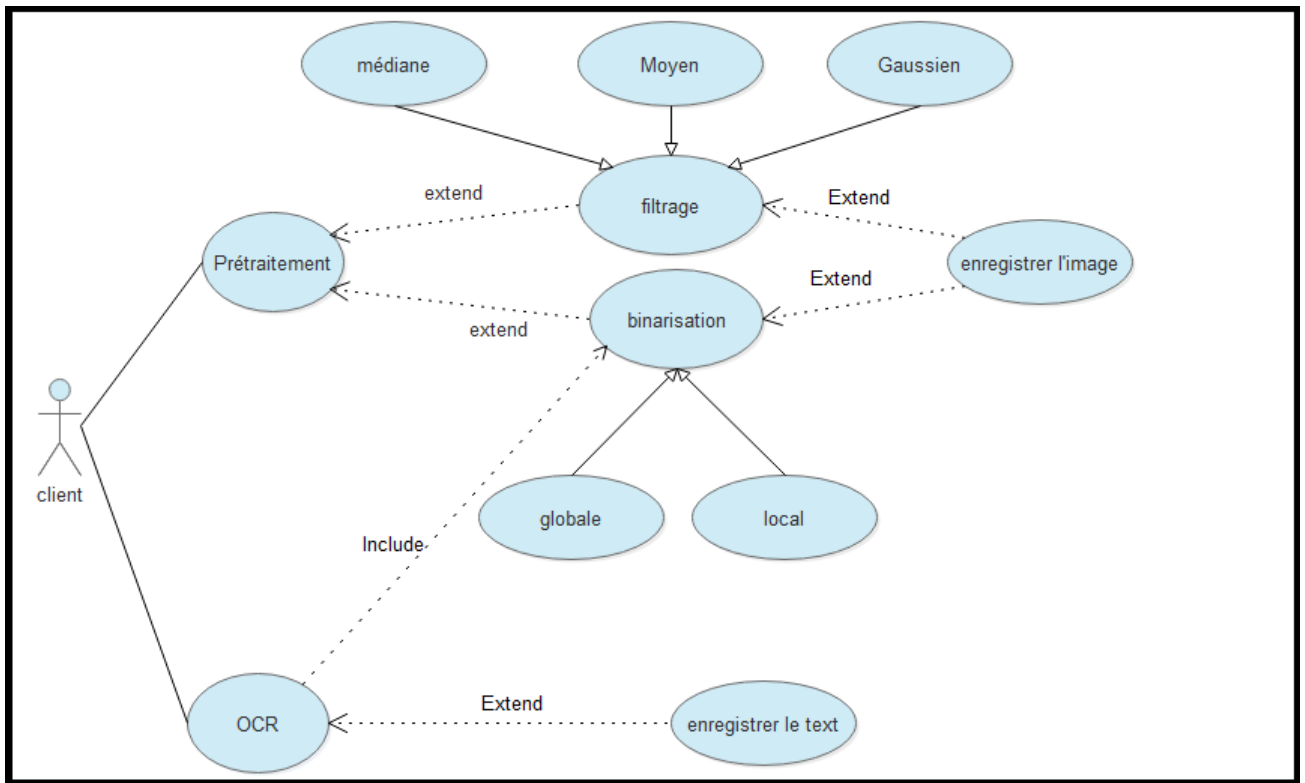 médiane
Moyen
Gaussien
extend
filtrage
Extend
Prétraitement
enregistrer l'image
Extend
binarisation
extend
client
globale
local
Include
Extend
OCR
enregistrer le text